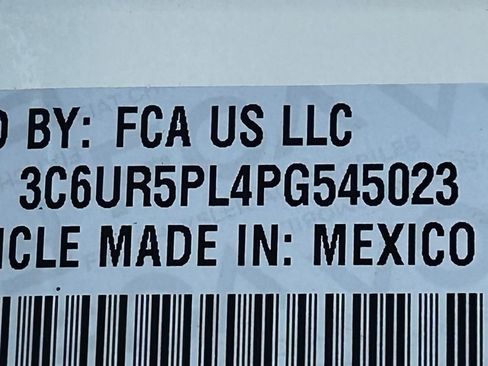 D BY: FCA US LLC
3C6UR5PL4PG545023
ICLE MADE IN: MEXICO